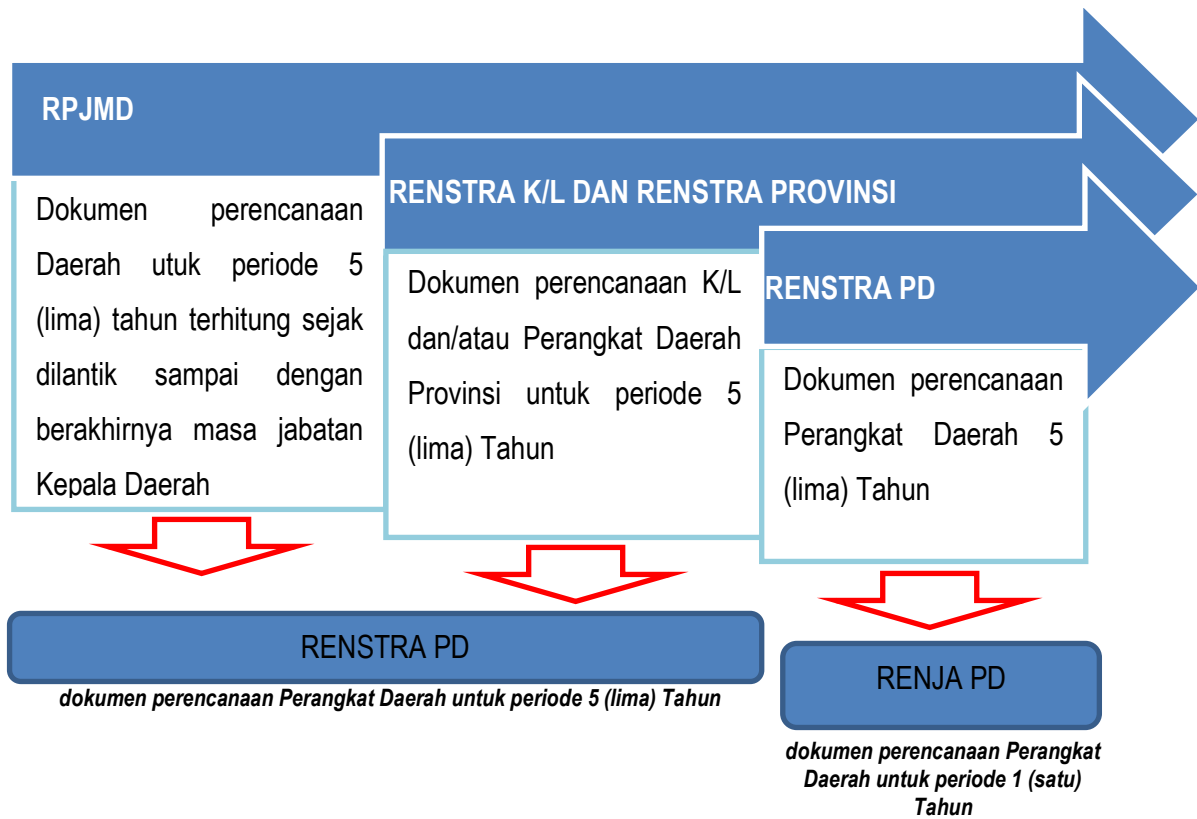 RPJMD
Dokumen perencanaan
Daerah utuk periode 5
(lima) tahun terhitung sejak
dilantik sampai dengan
berakhirnya masa jabatan
Kepala Daerah
RENSTRA K/L DAN RENSTRA PROVINSI
Dokumen perencanaan K/L
dan/atau Perangkat Daerah
Provinsi untuk periode 5
(lima) Tahun
RENSTRA PD
Dokumen perencanaan
Perangkat Daerah 5
(lima) Tahun
RENSTRA PD
dokumen perencanaan Perangkat Daerah untuk periode 5 (lima) Tahun
RENJA PD
dokumen perencanaan Perangkat
Daerah untuk periode 1 (satu)
Tahun